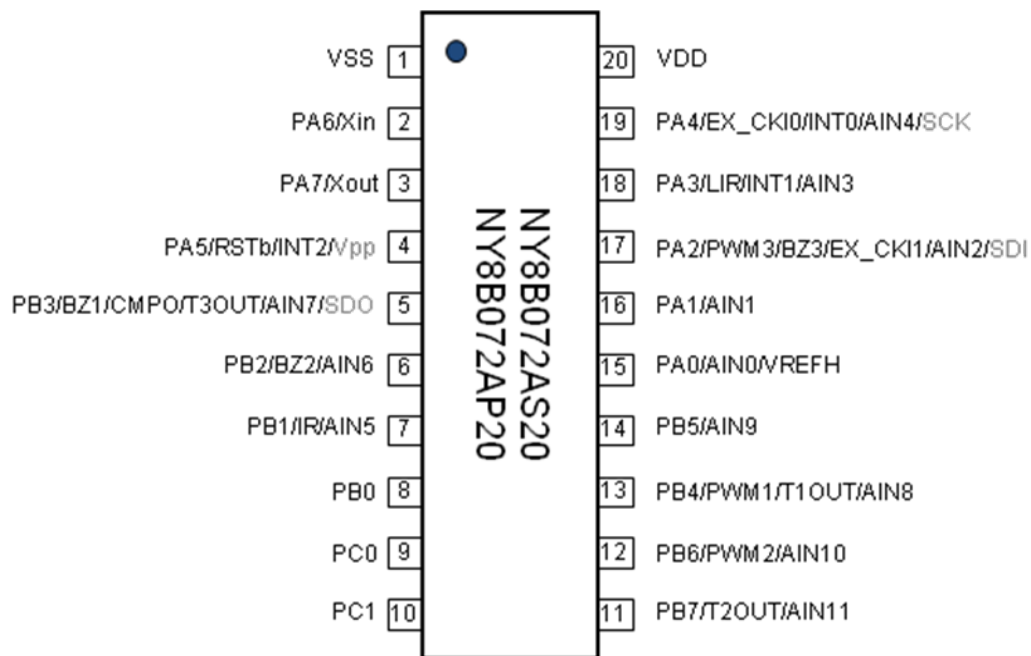 VSS 1
PA6/Xin 2
PA7/Xout 3
PA5/RSTb/INT2/Vpp 4
PB3/BZ1/CMPO/T3OUT/AIN7/SDO 5
PB2/BZ2/AIN6 6
PB1/IR/AIN5 7
PB0 8
PC0 9
PC1 10
NY8B072AS20
NY8B072AP20
20 VDD
19 PA4/EX_CKI0/INT0/AIN4/SCK
18 PA3/LIR/INT1/AIN3
17 PA2/PWM3/BZ3/EX_CKI1/AIN2/SDI
16 PA1/AIN1
15 PA0/AIN0/VREFH
14 PB5/AIN9
13 PB4/PWM1/T1OUT/AIN8
12 PB6/PWM2/AIN10
11 PB7/T2OUT/AIN11